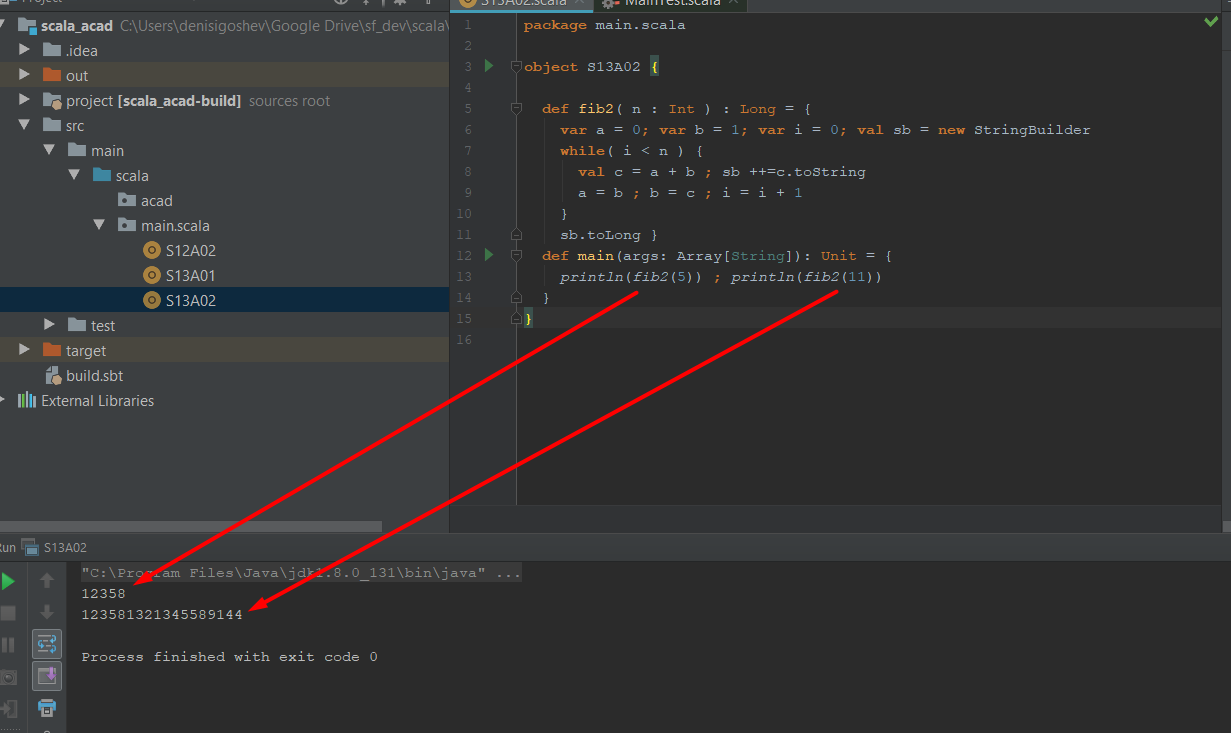 Project
S13A02.scala
MainTest.scala
scala_acad C:\Users\denisigoshev\Google Drive\sf_dev\scala\
.idea
out
project [scala_acad-build] sources root
src
main
scala
acad
main.scala
S12A02
S13A01
S13A02
test
target
build.sbt
External Libraries
1 package main.scala
2
3 object S13A02 {
4
5 def fib2( n : Int ) : Long = {
6 var a = 0; var b = 1; var i = 0; val sb = new StringBuilder
7 while( i < n ) {
8 val c = a + b ; sb ++=c.toString
9 a = b ; b = c ; i = i + 1
10 }
11 sb.toLong }
12 def main(args: Array[String]): Unit = {
13 println(fib2(5)) ; println(fib2(11))
14 }
15 }
16
Run S13A02
"C:\Program Files\Java\jdk1.8.0_131\bin\java" ...
12358
123581321345589144
Process finished with exit code 0